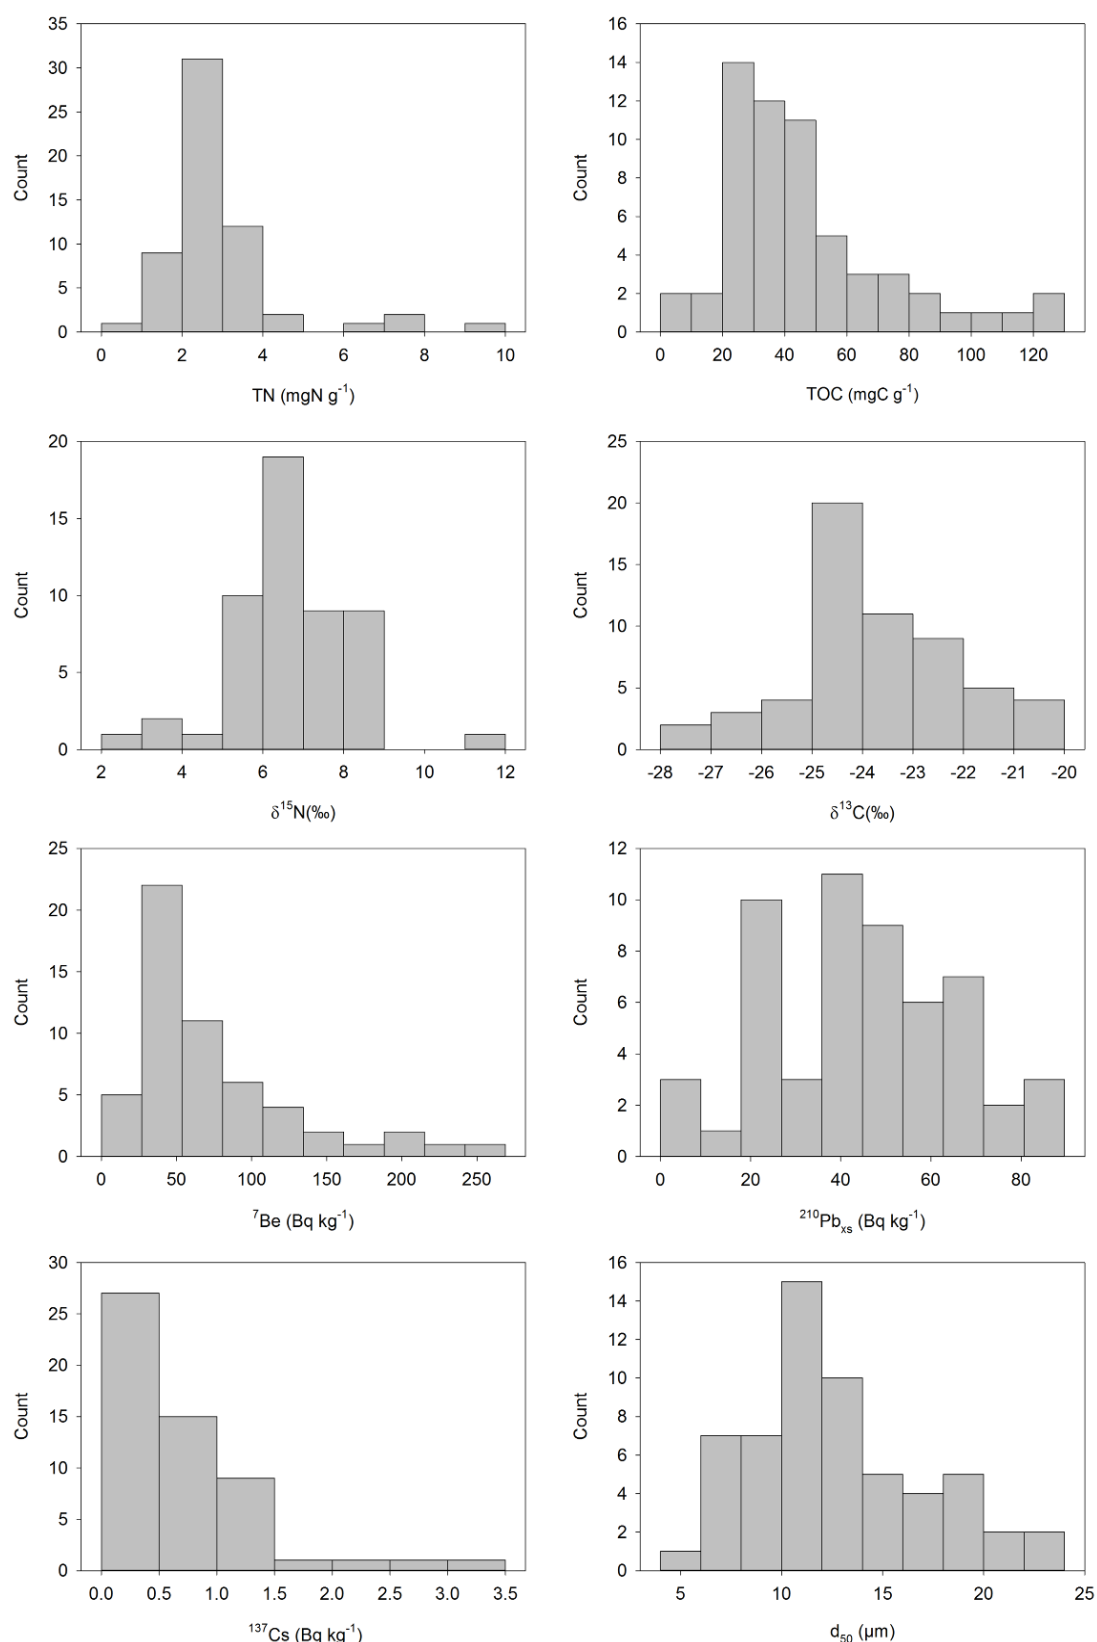 35
30
25
20
15
10
5
0
Count
0 2 4 6 8 10
TN (mgN g⁻¹)
16
14
12
10
8
6
4
2
0
Count
0 20 40 60 80 100 120
TOC (mgC g⁻¹)
20
15
10
5
0
Count
2 4 6 8 10 12
δ¹⁵N(‰)
25
20
15
10
5
0
Count
-28 -27 -26 -25 -24 -23 -22 -21 -20
δ¹³C(‰)
25
20
15
10
5
0
Count
0 50 100 150 200 250
⁷Be (Bq kg⁻¹)
12
10
8
6
4
2
0
Count
0 20 40 60 80
²¹⁰Pbₓₛ (Bq kg⁻¹)
30
25
20
15
10
5
0
Count
0.0 0.5 1.0 1.5 2.0 2.5 3.0 3.5
¹³⁷Cs (Bq kg⁻¹)
16
14
12
10
8
6
4
2
0
Count
5 10 15 20 25
d₅₀ (µm)